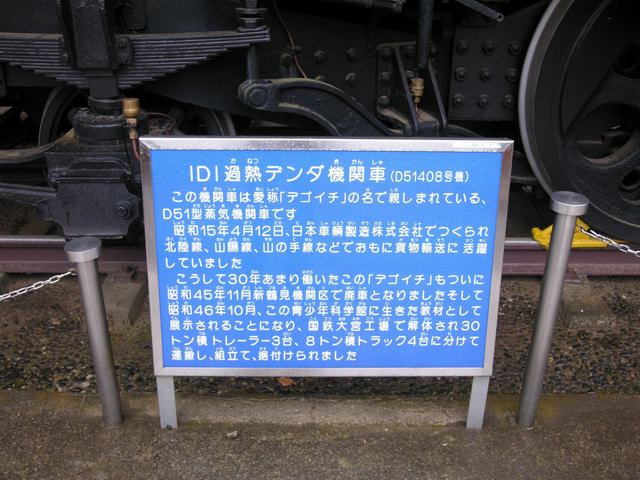 1D1過熱テンダ機関車(D51408号機)
この機関車は愛称「デゴイチ」の名で親しまれている、
D51型蒸気機関車です
昭和15年4月12日、日本車輌製造株式会社でつくられ
北陸線、山陽線、山の手線などでおもに貨物輸送に活躍
していました
こうして30年あまり働いたこの「デゴイチ」もついに
昭和45年11月新鶴見機関区で廃車となりましたそして
昭和46年10月、この青少年科学館に生きた教材として
展示されることになり、国鉄大宮工場で解体され30
トン積トレーラー3台、8トン積トラック4台に分けて
運搬し、組立て、据付けられました